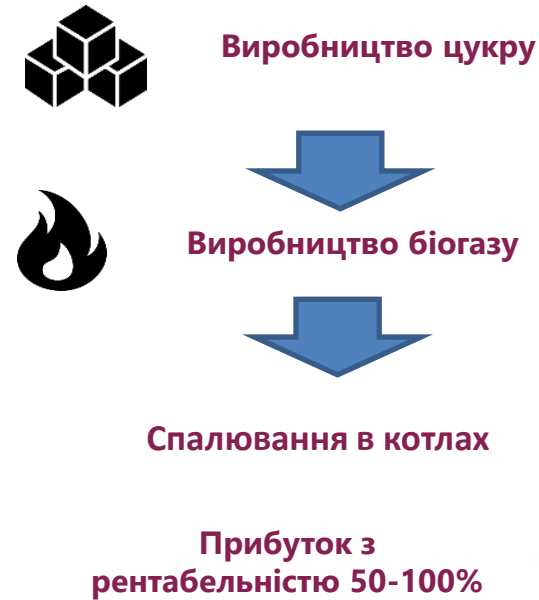 Виробництво цукру
Виробництво біогазу
Спалювання в котлах
Прибуток з
рентабельністю 50-100%